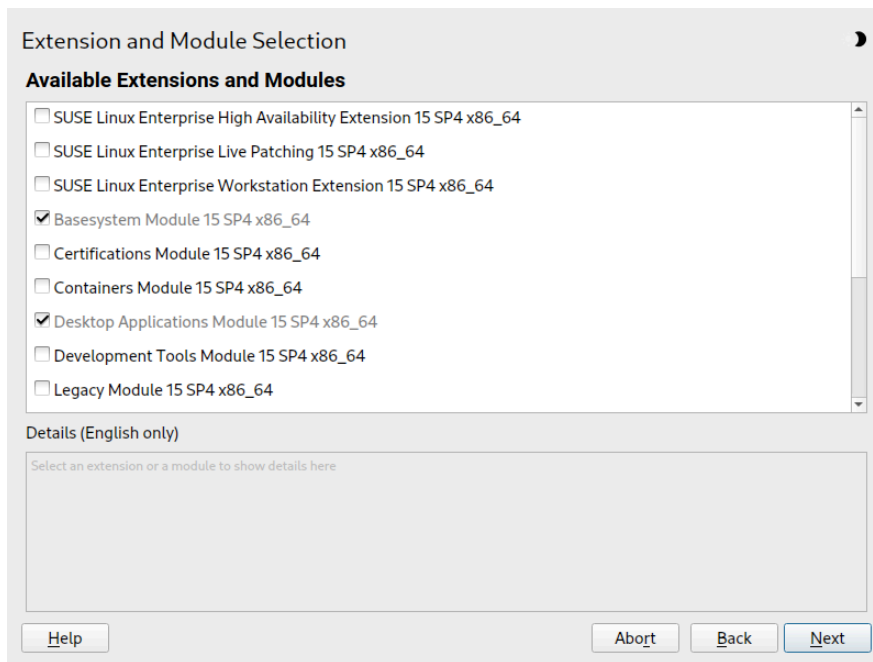 Extension and Module Selection
Available Extensions and Modules
SUSE Linux Enterprise High Availability Extension 15 SP4 x86_64
SUSE Linux Enterprise Live Patching 15 SP4 x86_64
SUSE Linux Enterprise Workstation Extension 15 SP4 x86_64
Basesystem Module 15 SP4 x86_64
Certifications Module 15 SP4 x86_64
Containers Module 15 SP4 x86_64
Desktop Applications Module 15 SP4 x86_64
Development Tools Module 15 SP4 x86_64
Legacy Module 15 SP4 x86_64
Details (English only)
Select an extension or a module to show details here
Help Abort Back Next